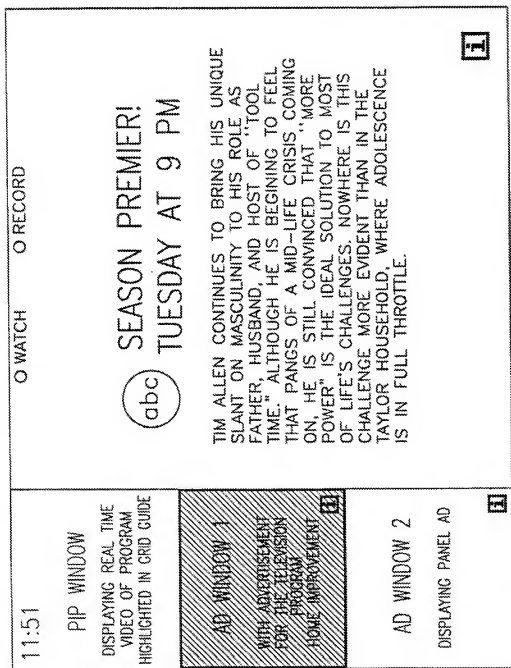 11:51
PIP WINDOW
DISPLAYING REAL TIME
VIDEO OF PROGRAM
HIGHLIGHTED IN GRID GUIDE
AD WINDOW 1
WITH ADVERTISEMENT
FOR THE TELEVISION
PROGRAM
HOME IMPROVEMENT
i
AD WINDOW 2
DISPLAYING PANEL AD
i
O WATCH O RECORD
abc SEASON PREMIER!
TUESDAY AT 9 PM
TIM ALLEN CONTINUES TO BRING HIS UNIQUE
SLANT ON MASCULINITY TO HIS ROLE AS
FATHER, HUSBAND, AND HOST OF "TOOL
TIME." ALTHOUGH HE IS BEGINING TO FEEL
THAT PANGS OF A MID-LIFE CRISIS COMING
ON, HE IS STILL CONVINCED THAT "MORE
POWER" IS THE IDEAL SOLUTION TO MOST
OF LIFE'S CHALLENGES. NOWHERE IS THIS
CHALLENGE MORE EVIDENT THAN IN THE
TAYLOR HOUSEHOLD, WHERE ADOLESCENCE
IS IN FULL THROTTLE.
i